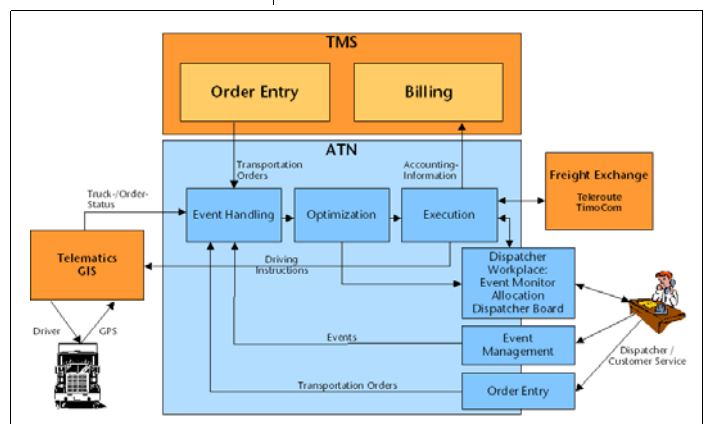 TMS
Order Entry
Billing
ATN
Transportation
Orders
Accounting-
Information
Freight Exchange
Teleroute
TimoCom
Truck-/Order-
Status
Event Handling
Optimization
Execution
Telematics
GIS
Driving
Instructions
Dispatcher
Workplace:
Event Monitor
Allocation
Dispatcher Board
Driver
GPS
Events
Event
Management
Dispatcher /
Customer Service
Transportation Orders
Order Entry